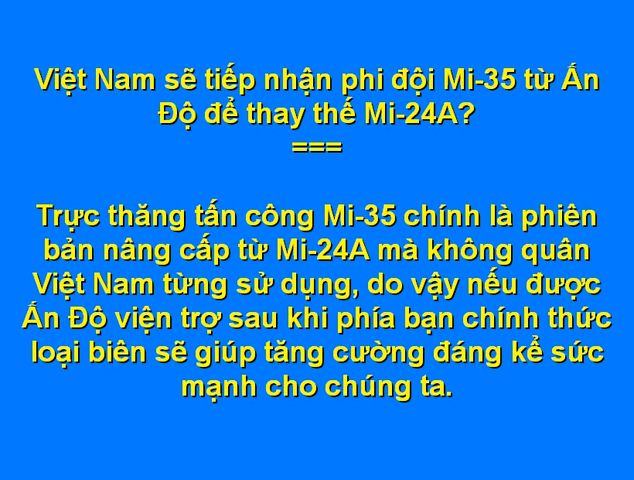 Việt Nam sẽ tiếp nhận phi đội Mi-35 từ Ấn
Độ để thay thế Mi-24A?
===
Trực thăng tấn công Mi-35 chính là phiên
bản nâng cấp từ Mi-24A mà không quân
Việt Nam từng sử dụng, do vậy nếu được
Ấn Độ viện trợ sau khi phía bạn chính thức
loại biên sẽ giúp tăng cường đáng kể sức
mạnh cho chúng ta.